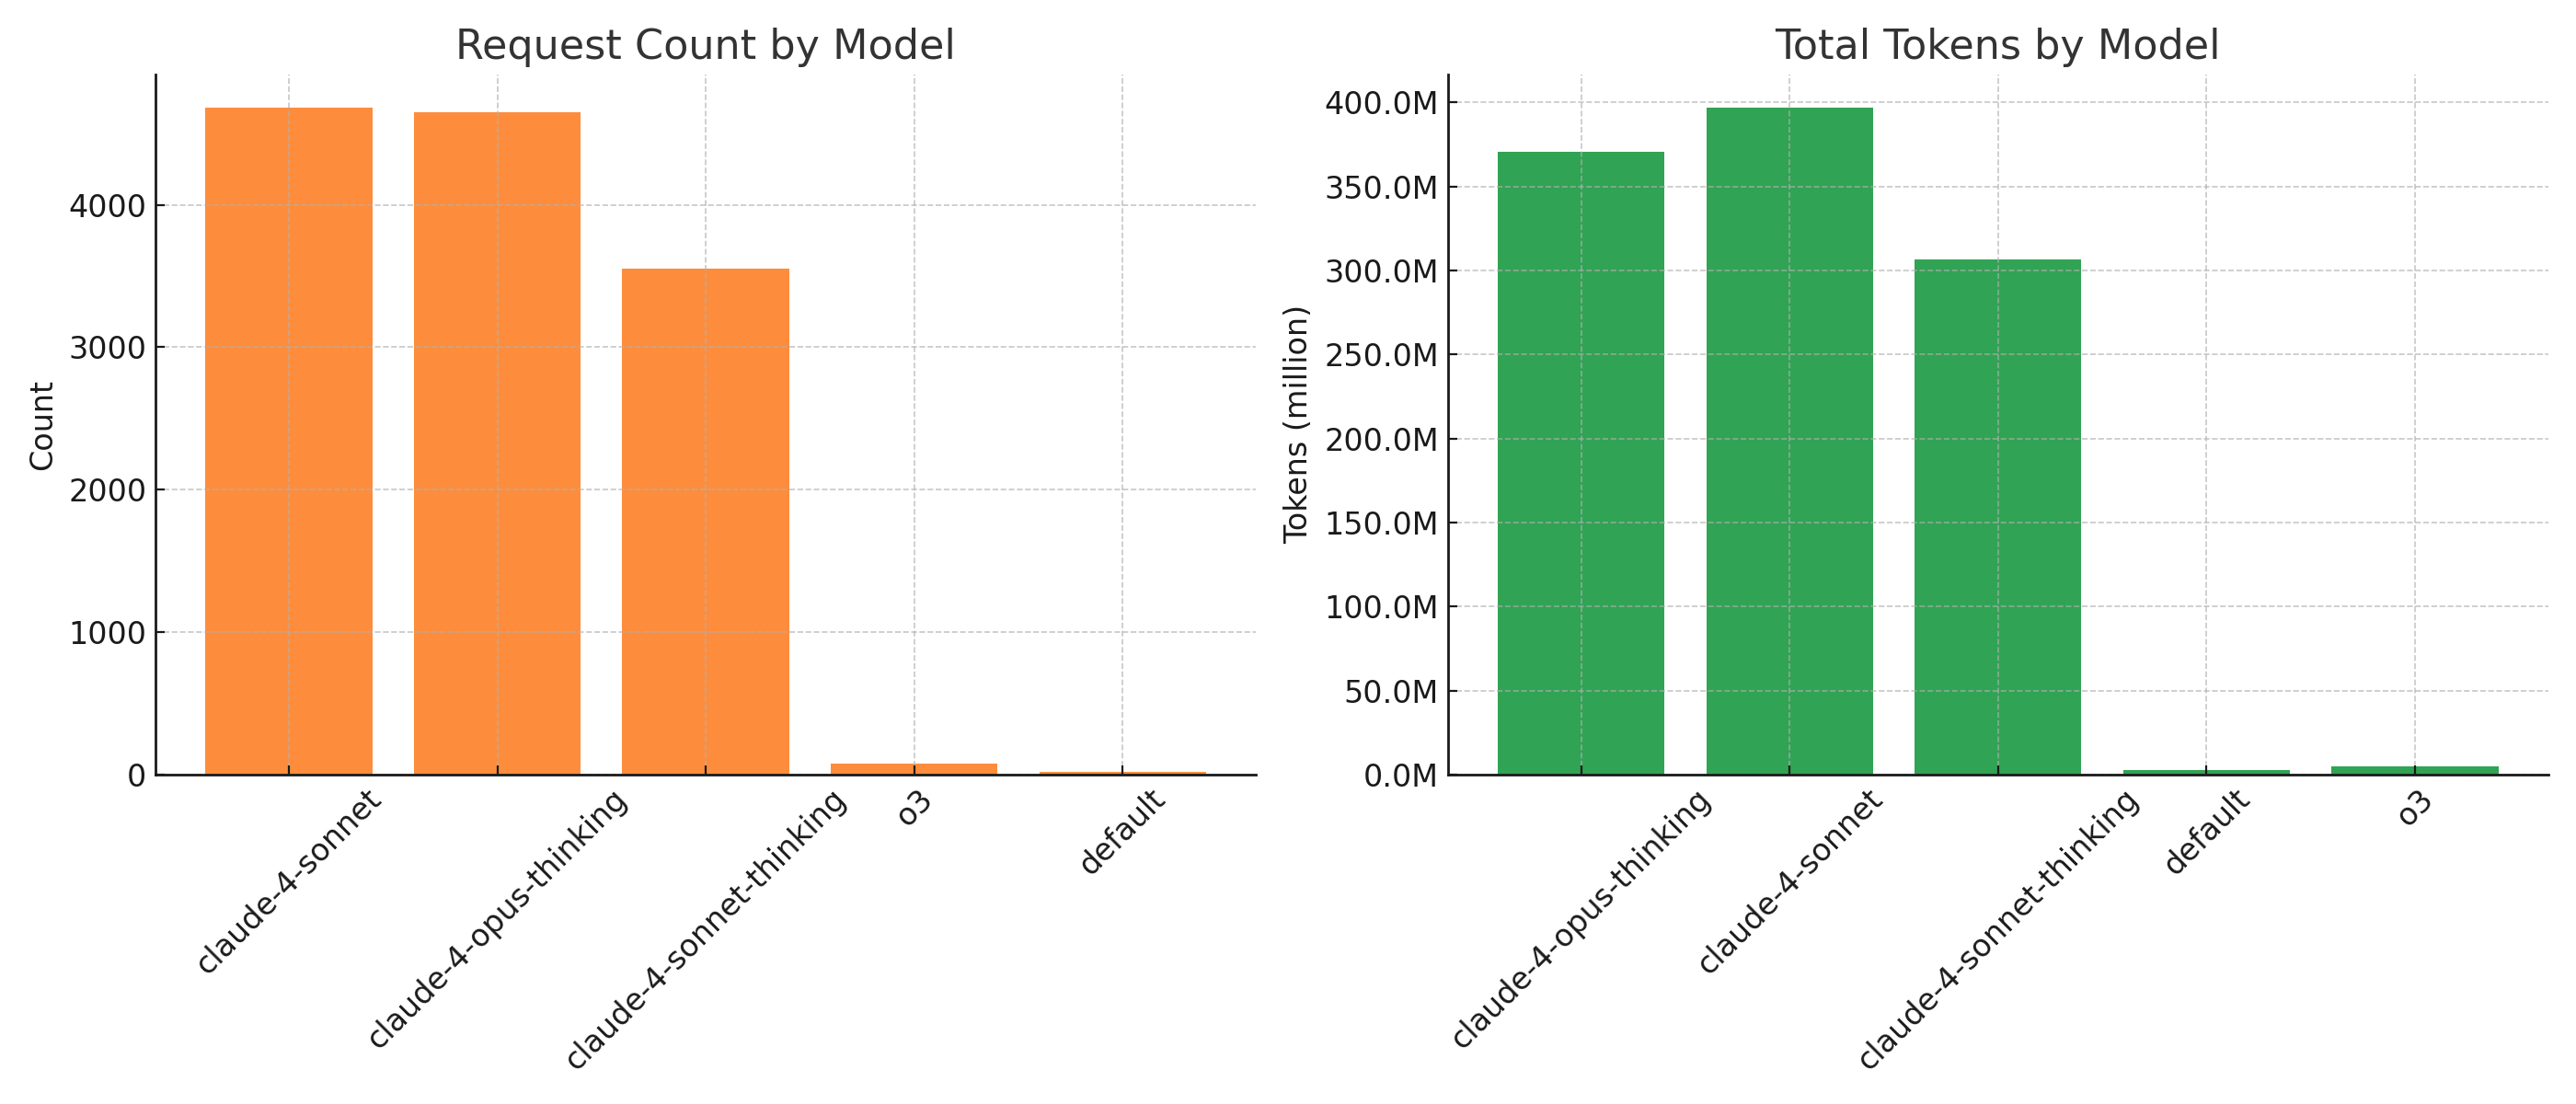 Request Count by Model
Count
4000
3000
2000
1000
0
claude-4-sonnet
claude-4-opus-thinking
claude-4-sonnet-thinking
o3
default
Total Tokens by Model
Tokens (million)
400.0M
350.0M
300.0M
250.0M
200.0M
150.0M
100.0M
50.0M
0.0M
claude-4-opus-thinking
claude-4-sonnet
claude-4-sonnet-thinking
default
o3